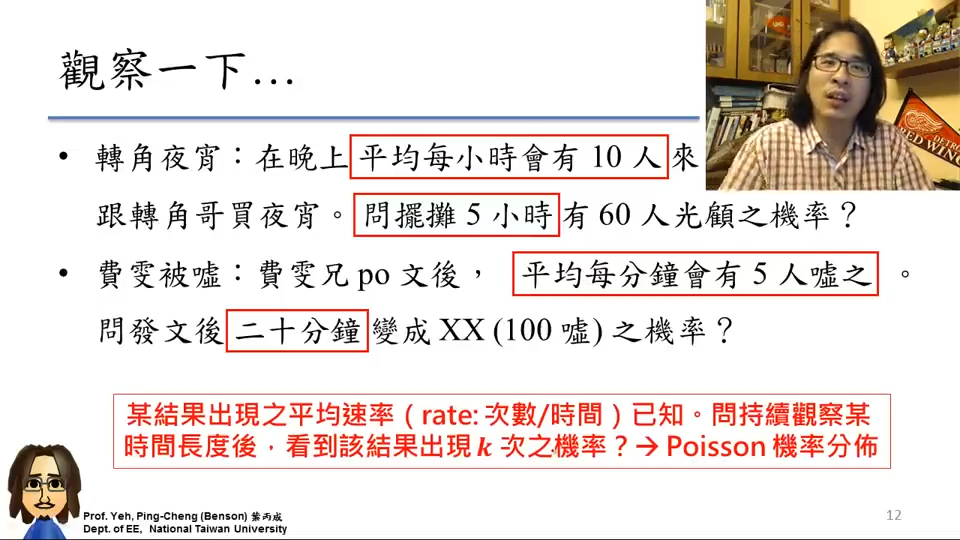 觀察一下…
• 轉角夜宵：在晚上平均每小時會有 10 人來
跟轉角哥買夜宵。問擺攤 5 小時有 60 人光顧之機率？
• 費雯被噓：費雯兄 po 文後，平均每分鐘會有 5 人噓之。
問發文後二十分鐘變成 XX (100 噓) 之機率？
某結果出現之平均速率（rate: 次數/時間）已知。問持續觀察某
時間長度後，看到該結果出現 k 次之機率？→ Poisson 機率分佈
Prof. Yeh, Ping-Cheng (Benson) 葉丙成
Dept. of EE, National Taiwan University
12
DETROIT
RED WINGS